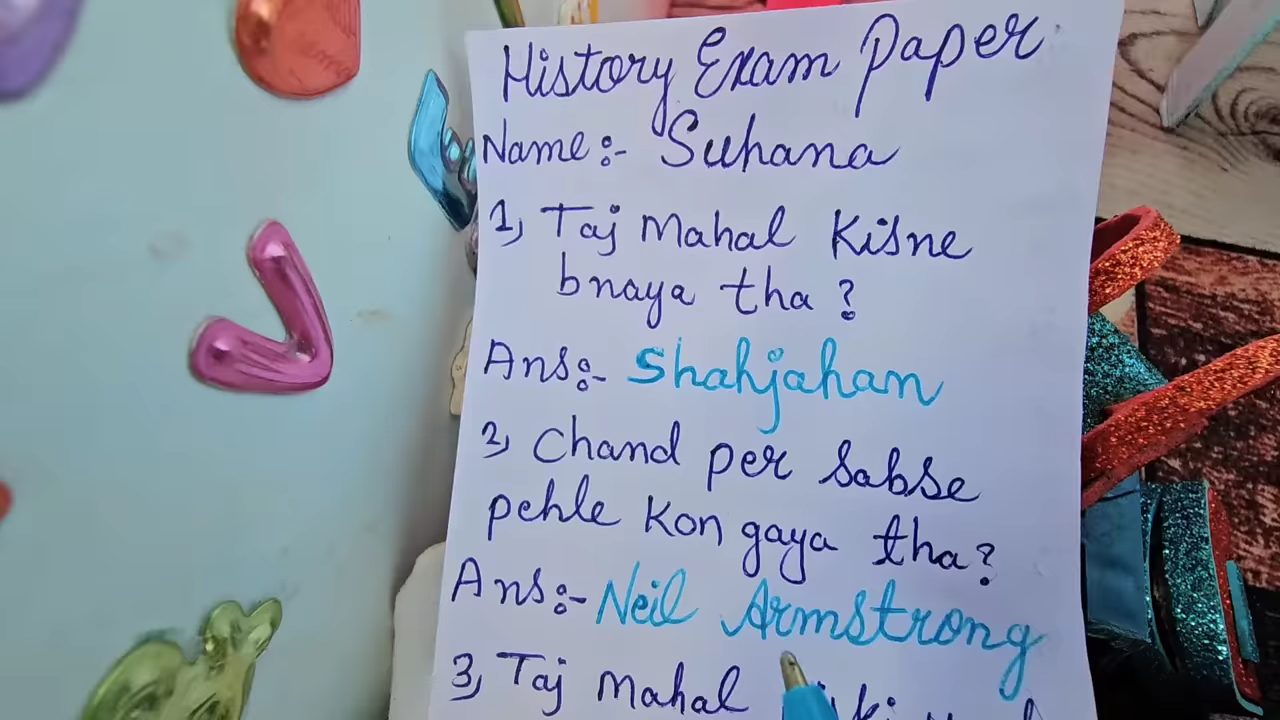 History Exam Paper
Name:- Suhana
1, Taj Mahal Kisne
bnaya tha ?
Ans:- Shahjahan
2, Chand per sabse
pehle Kon gaya tha?
Ans:- Neil Armstrong
3, Taj Mahal